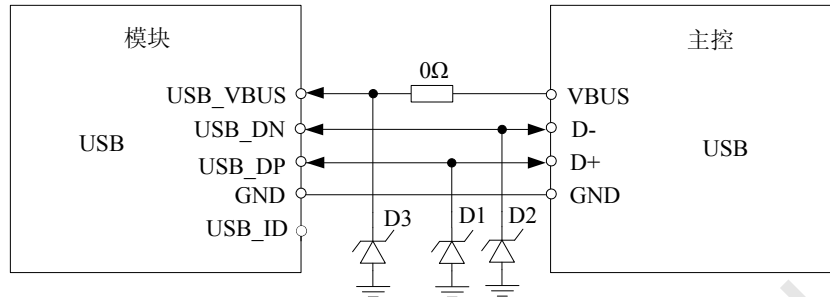 模块
主控
0Ω
USB_VBUS
VBUS
USB_DN
D-
USB
USB
USB_DP
D+
GND
GND
USB_ID
D3
D1
D2